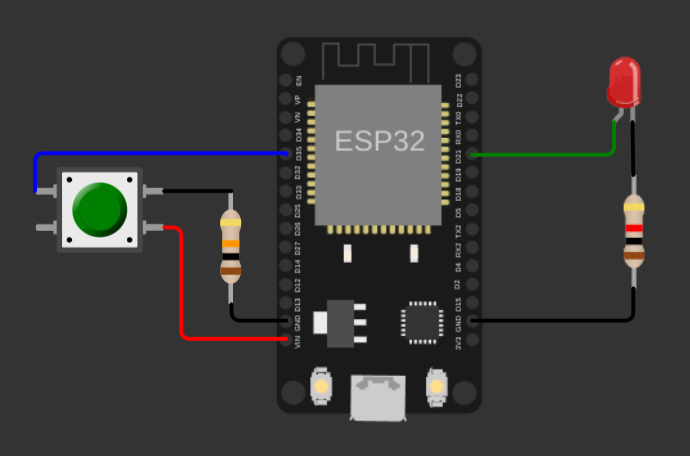 ESP32
EN
VP
VN
D34
D35
D32
D33
D25
D26
D27
D14
D12
D13
GND
VIN
D23
D22
TX0
RX0
D21
D19
D18
D5
TX2
RX2
D4
D2
D15
GND
3V3